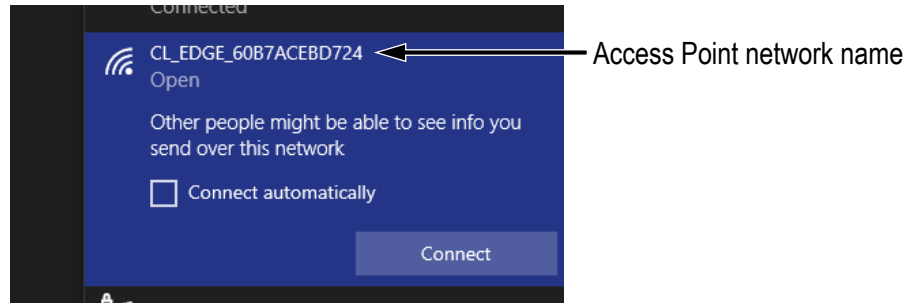 Connected
CL_EDGE_60B7ACEBD724
Access Point network name
Open
Other people might be able to see info you
send over this network
Connect automatically
Connect